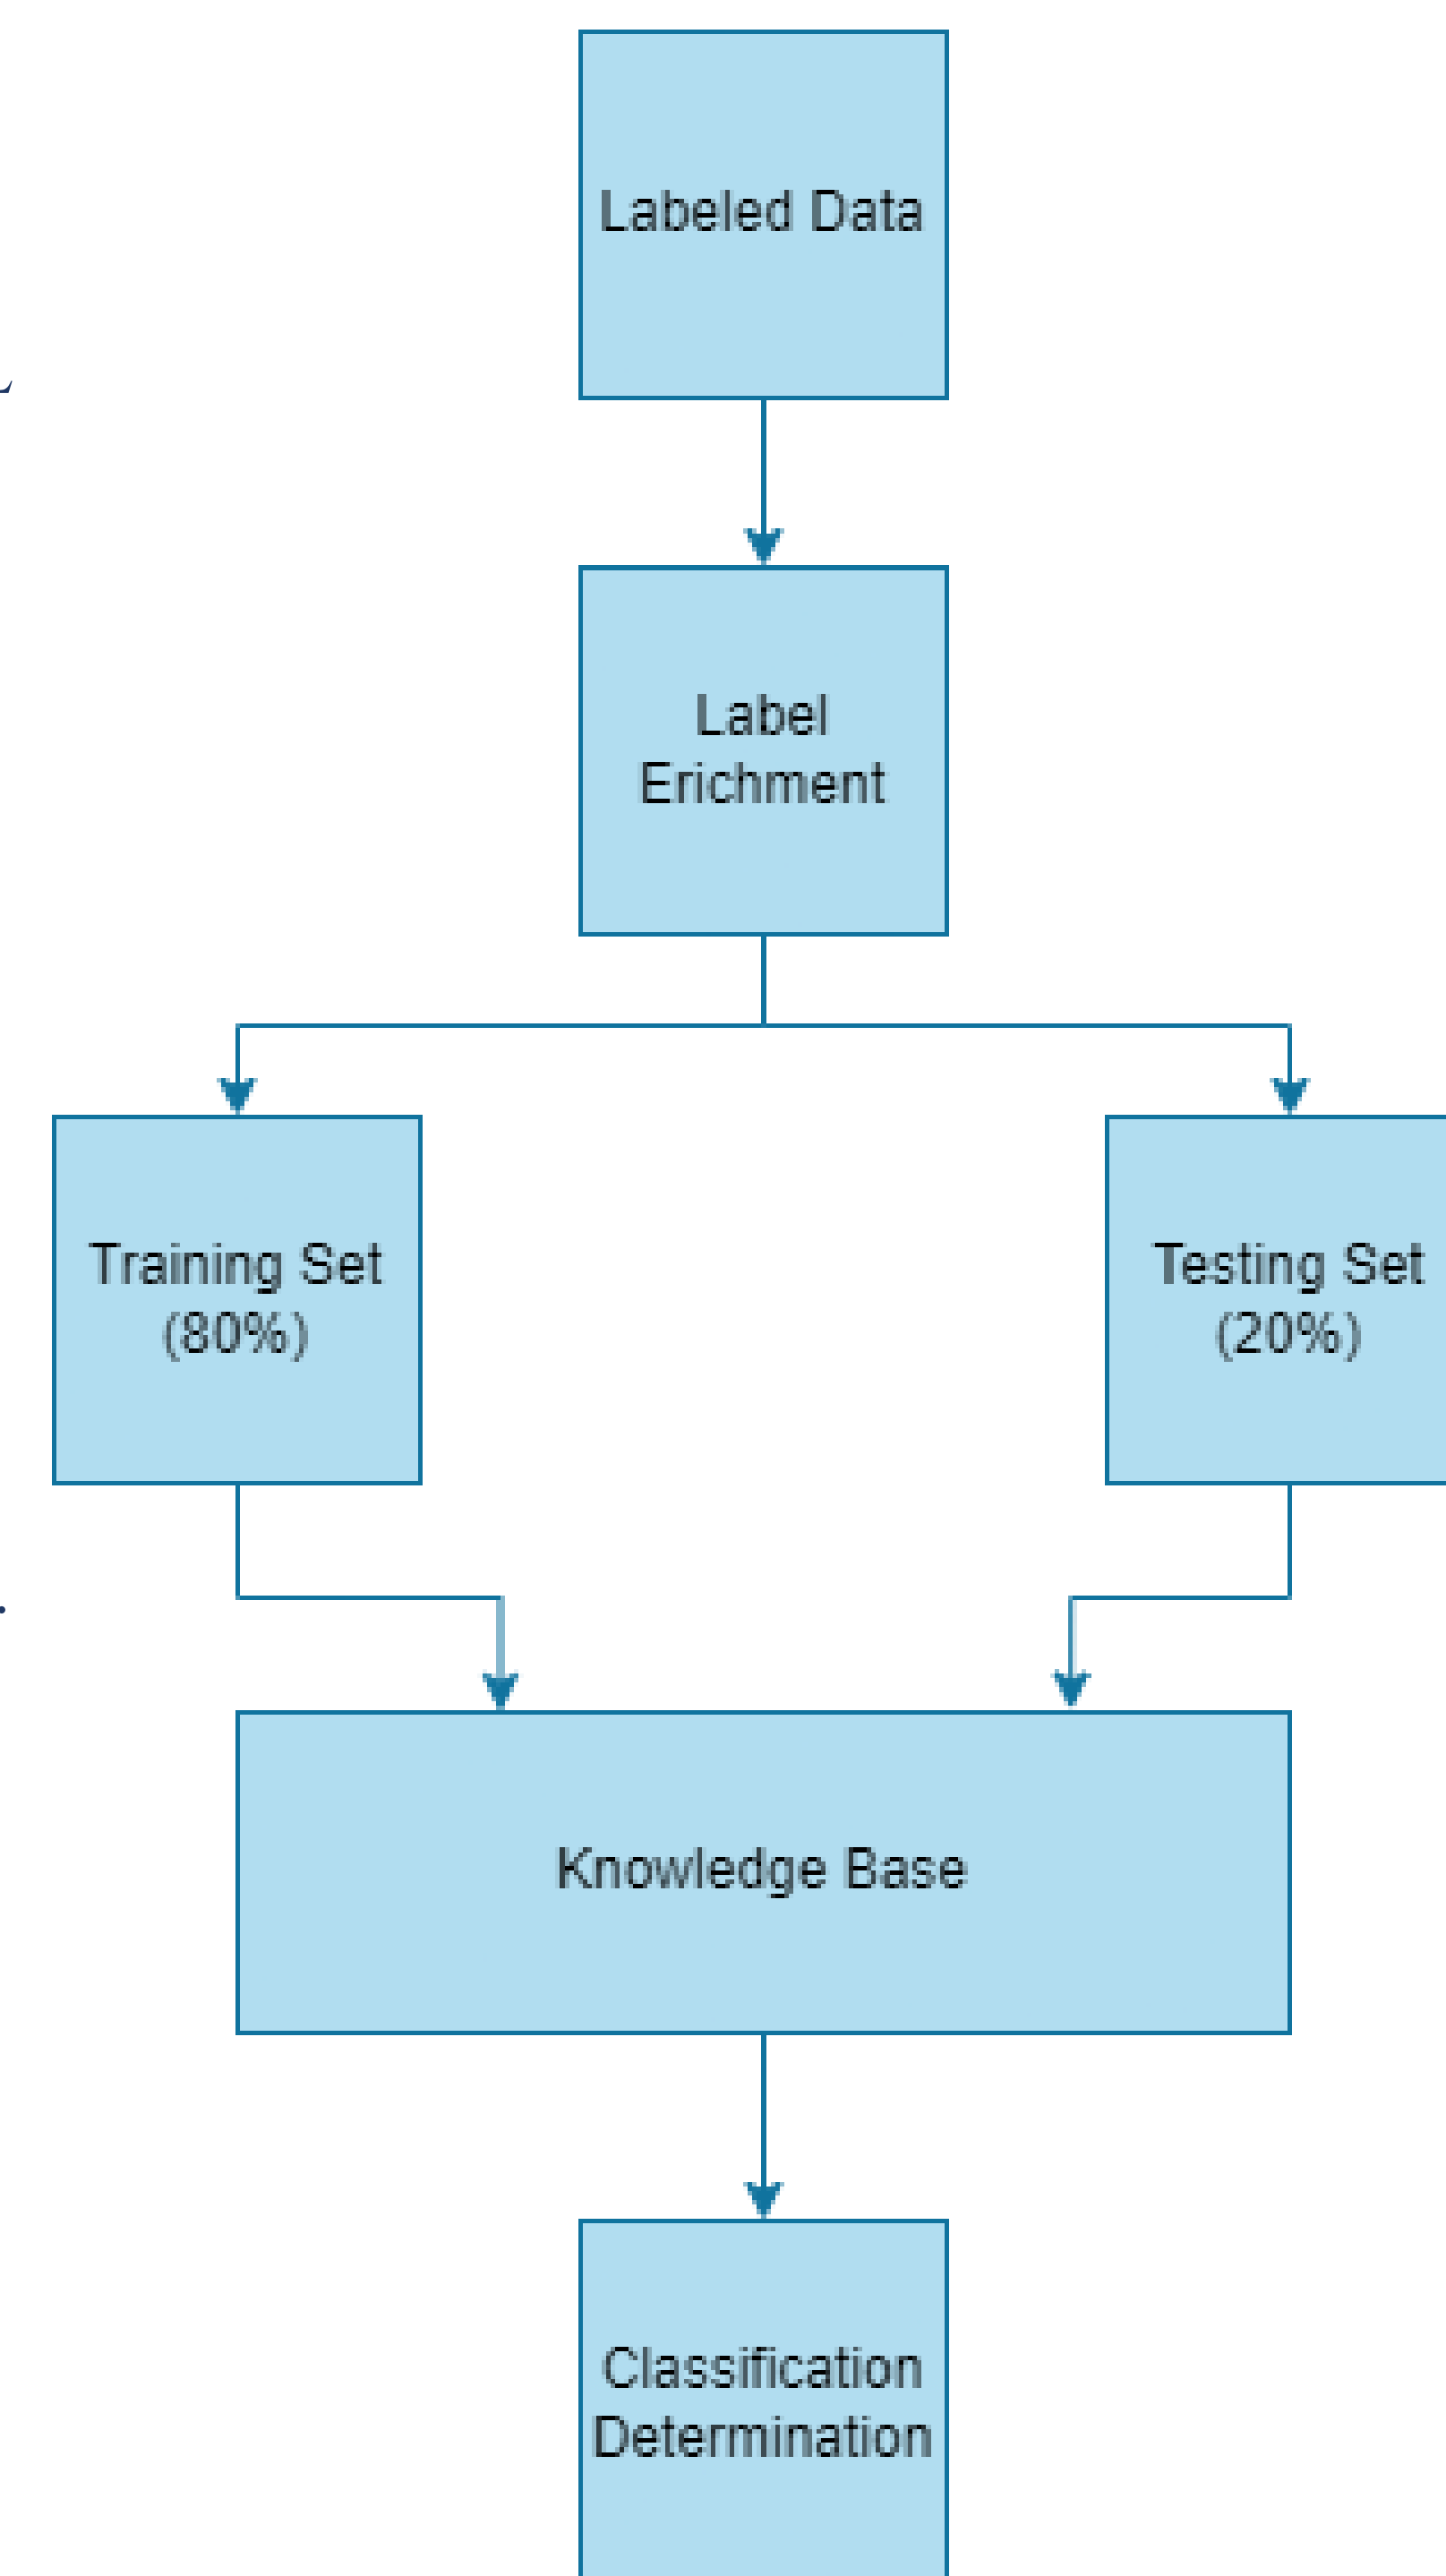 Labeled Data
Label
Erichment
Training Set
(80%)
Testing Set
(20%)
Knowledge Base
Classification
Determination